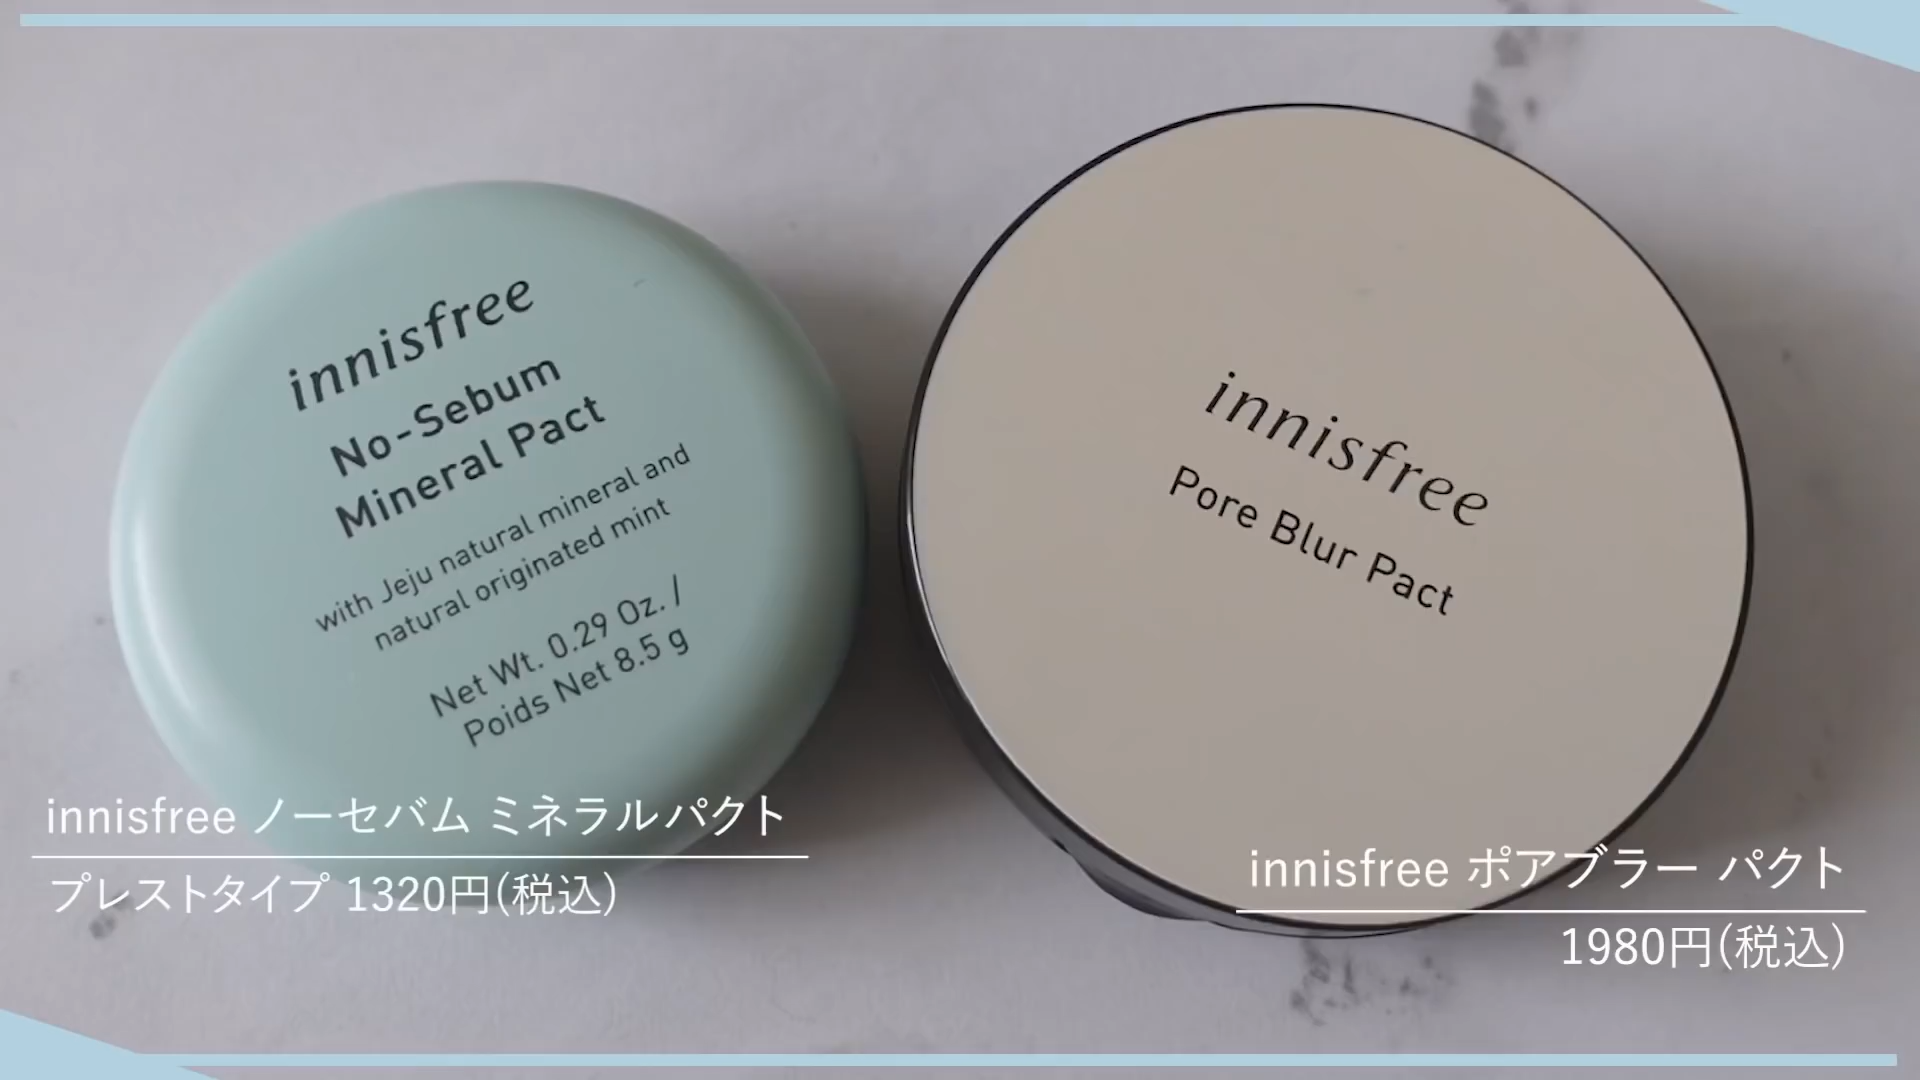 innisfree
No-Sebum
Mineral Pact
with Jeju natural mineral and
natural originated mint
Net Wt. 0.29 Oz. /
Poids Net 8.5 g
innisfree
Pore Blur Pact
innisfree ノーセバム ミネラルパクト
プレストタイプ 1320円(税込)
innisfree ポアブラー パクト
1980円(税込)